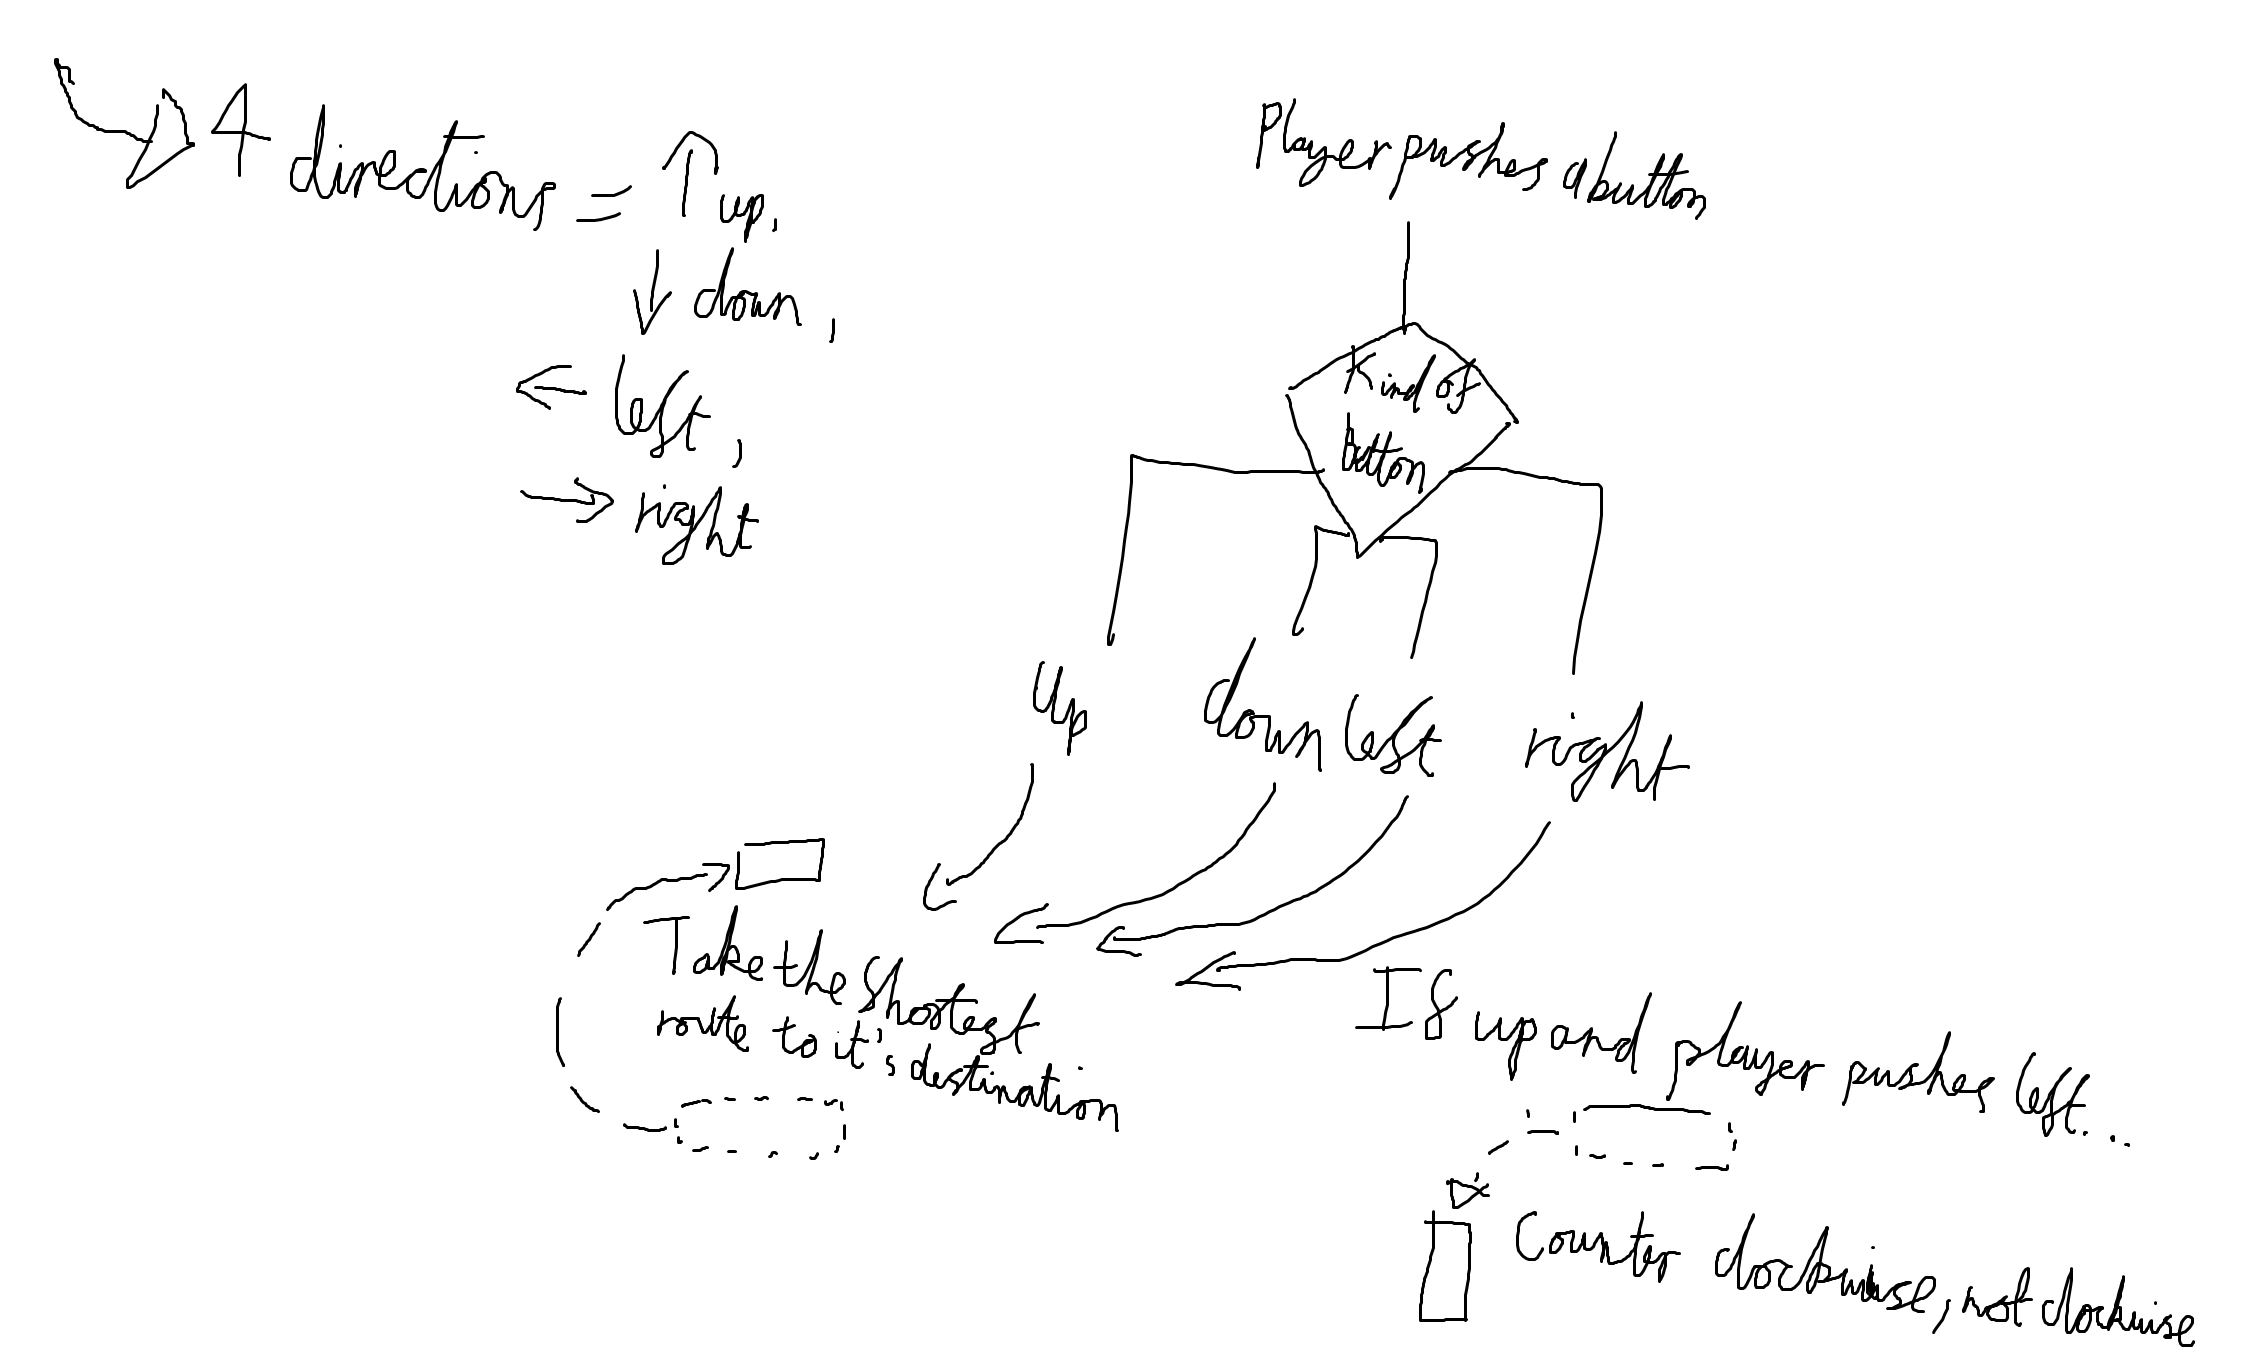 4 directions = ↑ up,
↓ down,
← left,
→ right
Player pushes a button
Kind of
button
Up
down
left
right
Take the shortest
route to it's destination
If up and player pushes left...
Counter clockwise, not clockwise